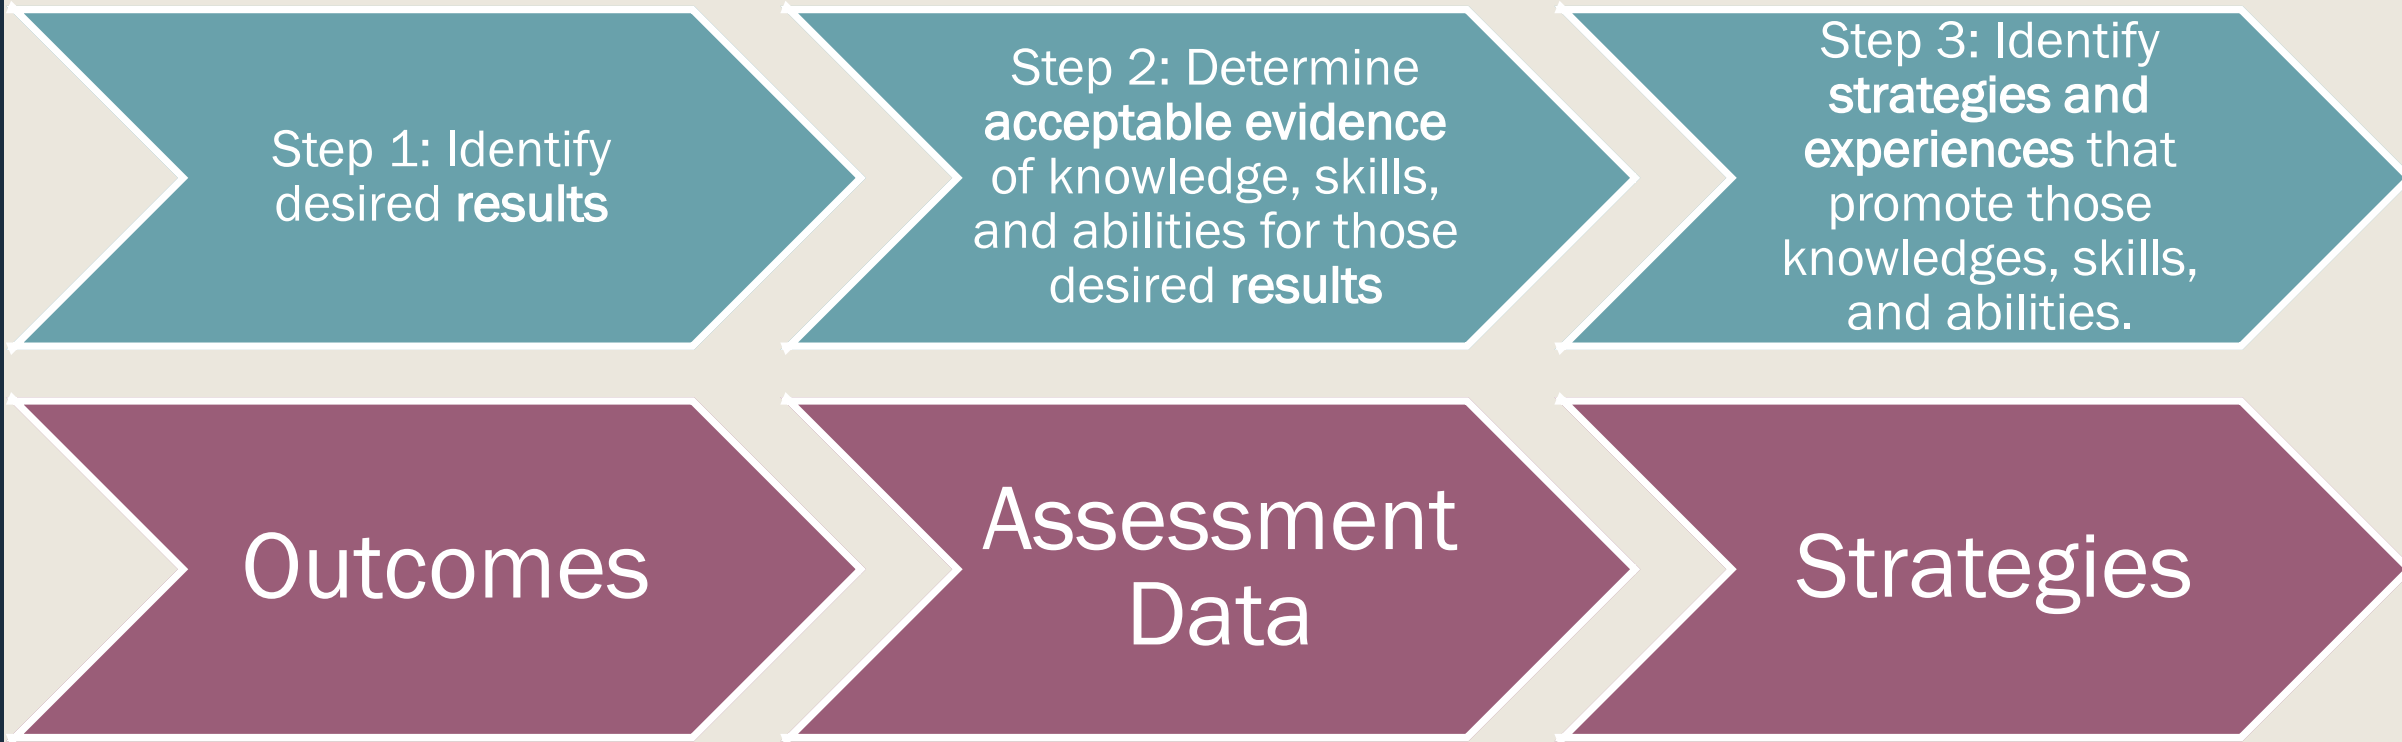 Step 1: Identify
desired results
Step 2: Determine
acceptable evidence
of knowledge, skills,
and abilities for those
desired results
Step 3: Identify
strategies and
experiences that
promote those
knowledges, skills,
and abilities.
Outcomes
Assessment
Data
Strategies